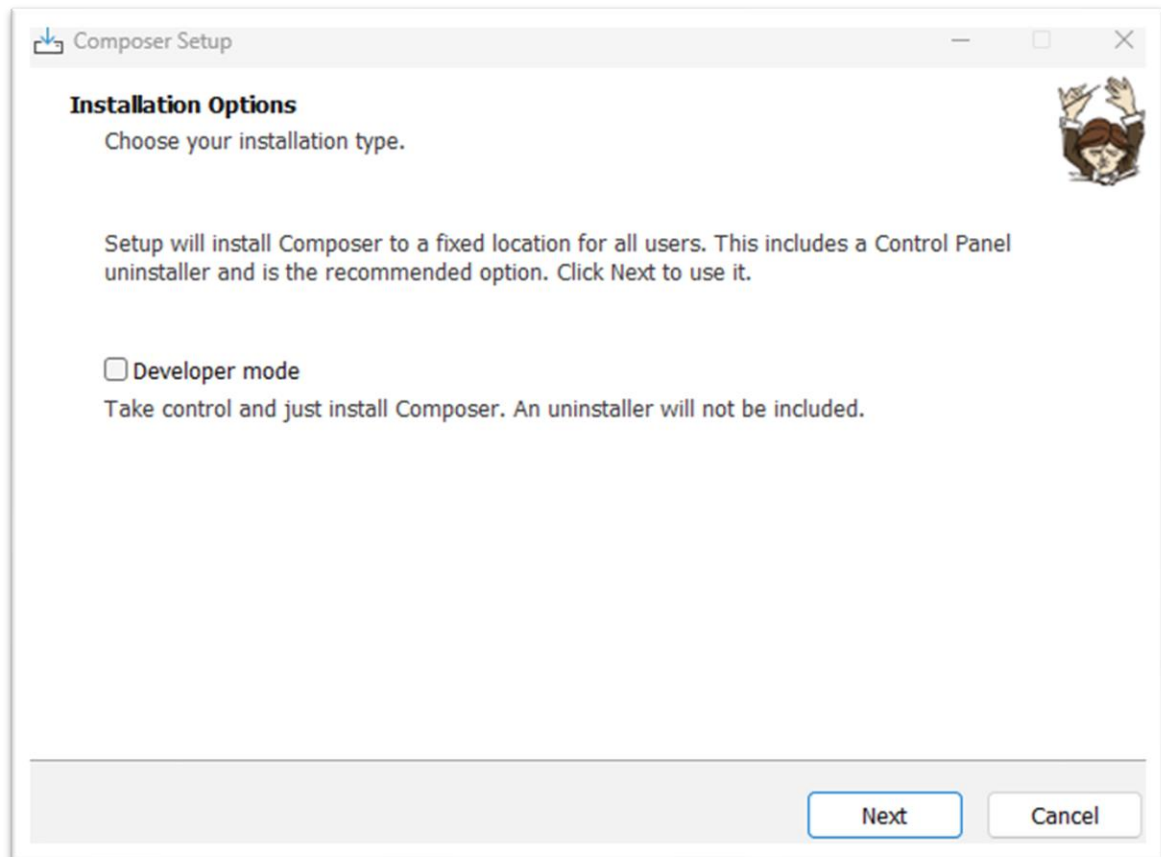 Composer Setup
Installation Options
Choose your installation type.
Setup will install Composer to a fixed location for all users. This includes a Control Panel
uninstaller and is the recommended option. Click Next to use it.
Developer mode
Take control and just install Composer. An uninstaller will not be included.
Next
Cancel